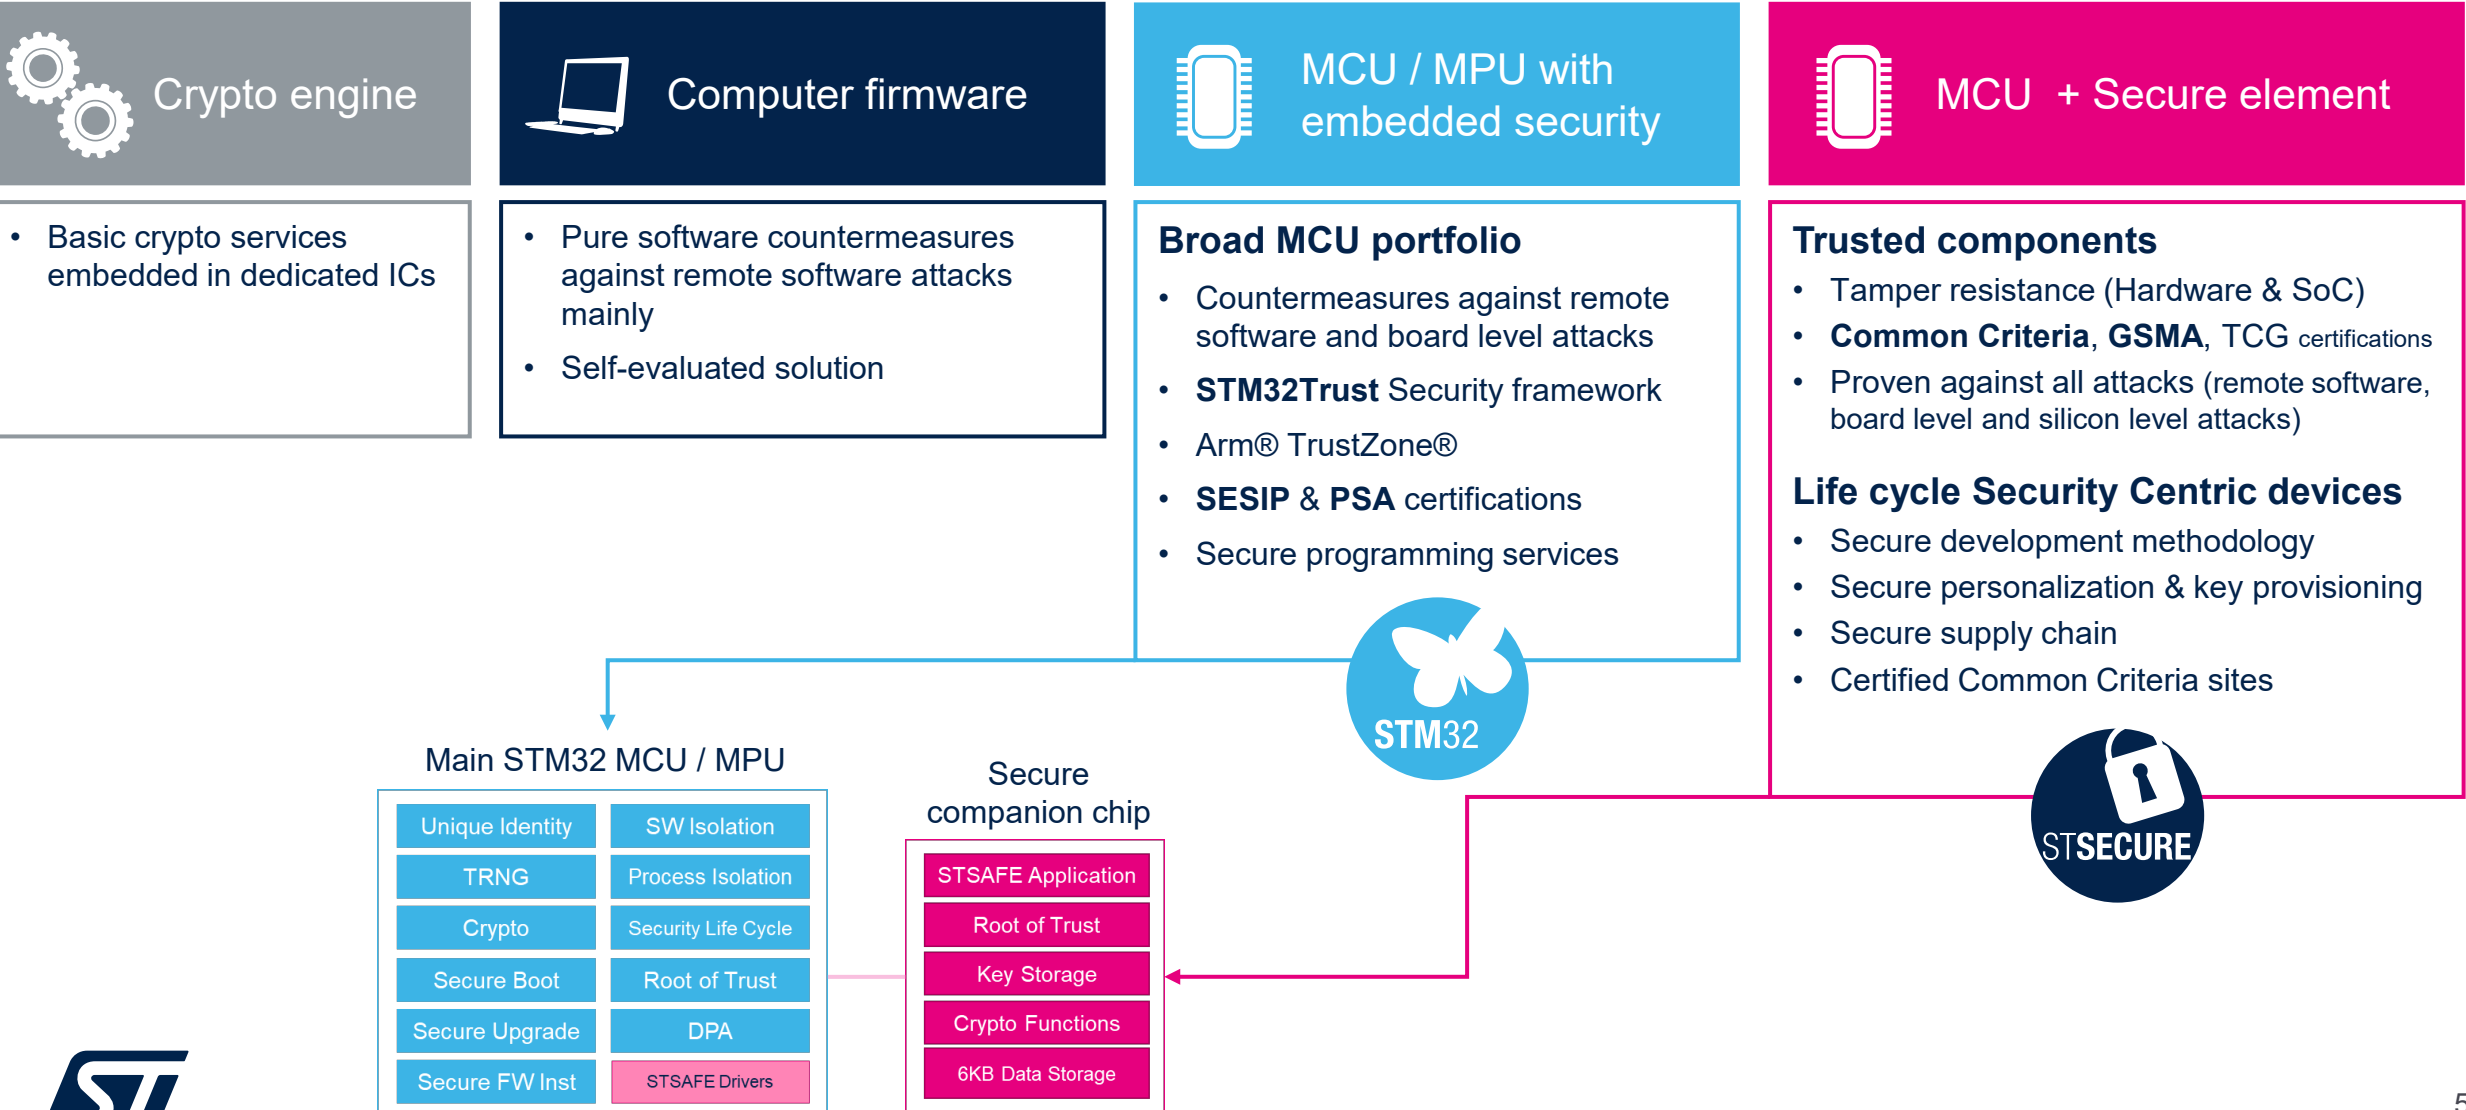 Crypto engine
Computer firmware
MCU / MPU with
embedded security
MCU + Secure element
• Basic crypto services
embedded in dedicated ICs
• Pure software countermeasures
against remote software attacks
mainly
• Self-evaluated solution
Broad MCU portfolio
• Countermeasures against remote
software and board level attacks
• STM32Trust Security framework
• Arm® TrustZone®
• SESIP & PSA certifications
• Secure programming services
STM32
Trusted components
• Tamper resistance (Hardware & SoC)
• Common Criteria, GSMA, TCG certifications
• Proven against all attacks (remote software,
board level and silicon level attacks)
Life cycle Security Centric devices
• Secure development methodology
• Secure personalization & key provisioning
• Secure supply chain
• Certified Common Criteria sites
STSECURE
Main STM32 MCU / MPU
Unique Identity
SW Isolation
TRNG
Process Isolation
Crypto
Security Life Cycle
Secure Boot
Root of Trust
Secure Upgrade
DPA
Secure FW Inst
STSAFE Drivers
Secure
companion chip
STSAFE Application
Root of Trust
Key Storage
Crypto Functions
6KB Data Storage
ST
5